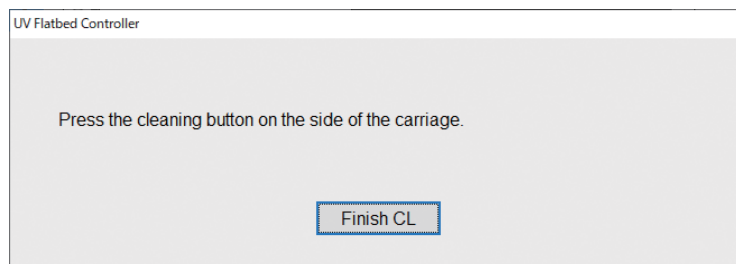 UV Flatbed Controller
Press the cleaning button on the side of the carriage.
Finish CL